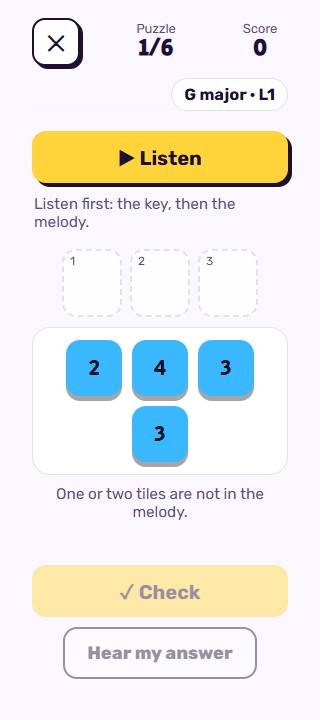 Puzzle
1/6
Score
0
G major • L1
▶ Listen
Listen first: the key, then the
melody.
1 2 3
2 4 3
3
One or two tiles are not in the
melody.
✓ Check
Hear my answer